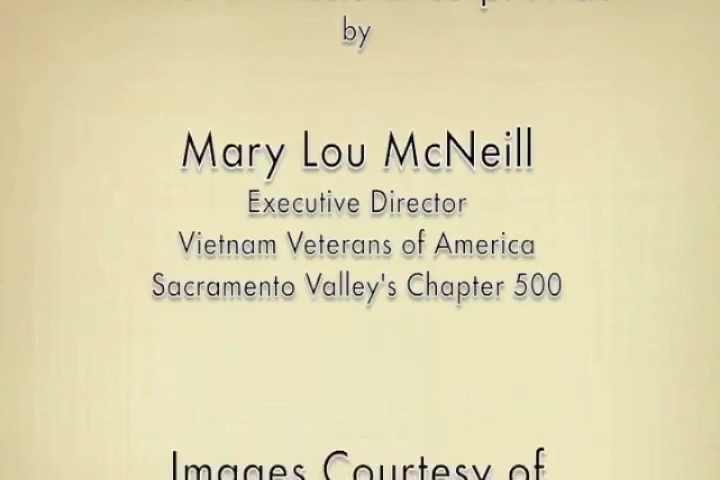 by
Mary Lou McNeill
Executive Director
Vietnam Veterans of America
Sacramento Valley's Chapter 500
Images Courtesy of